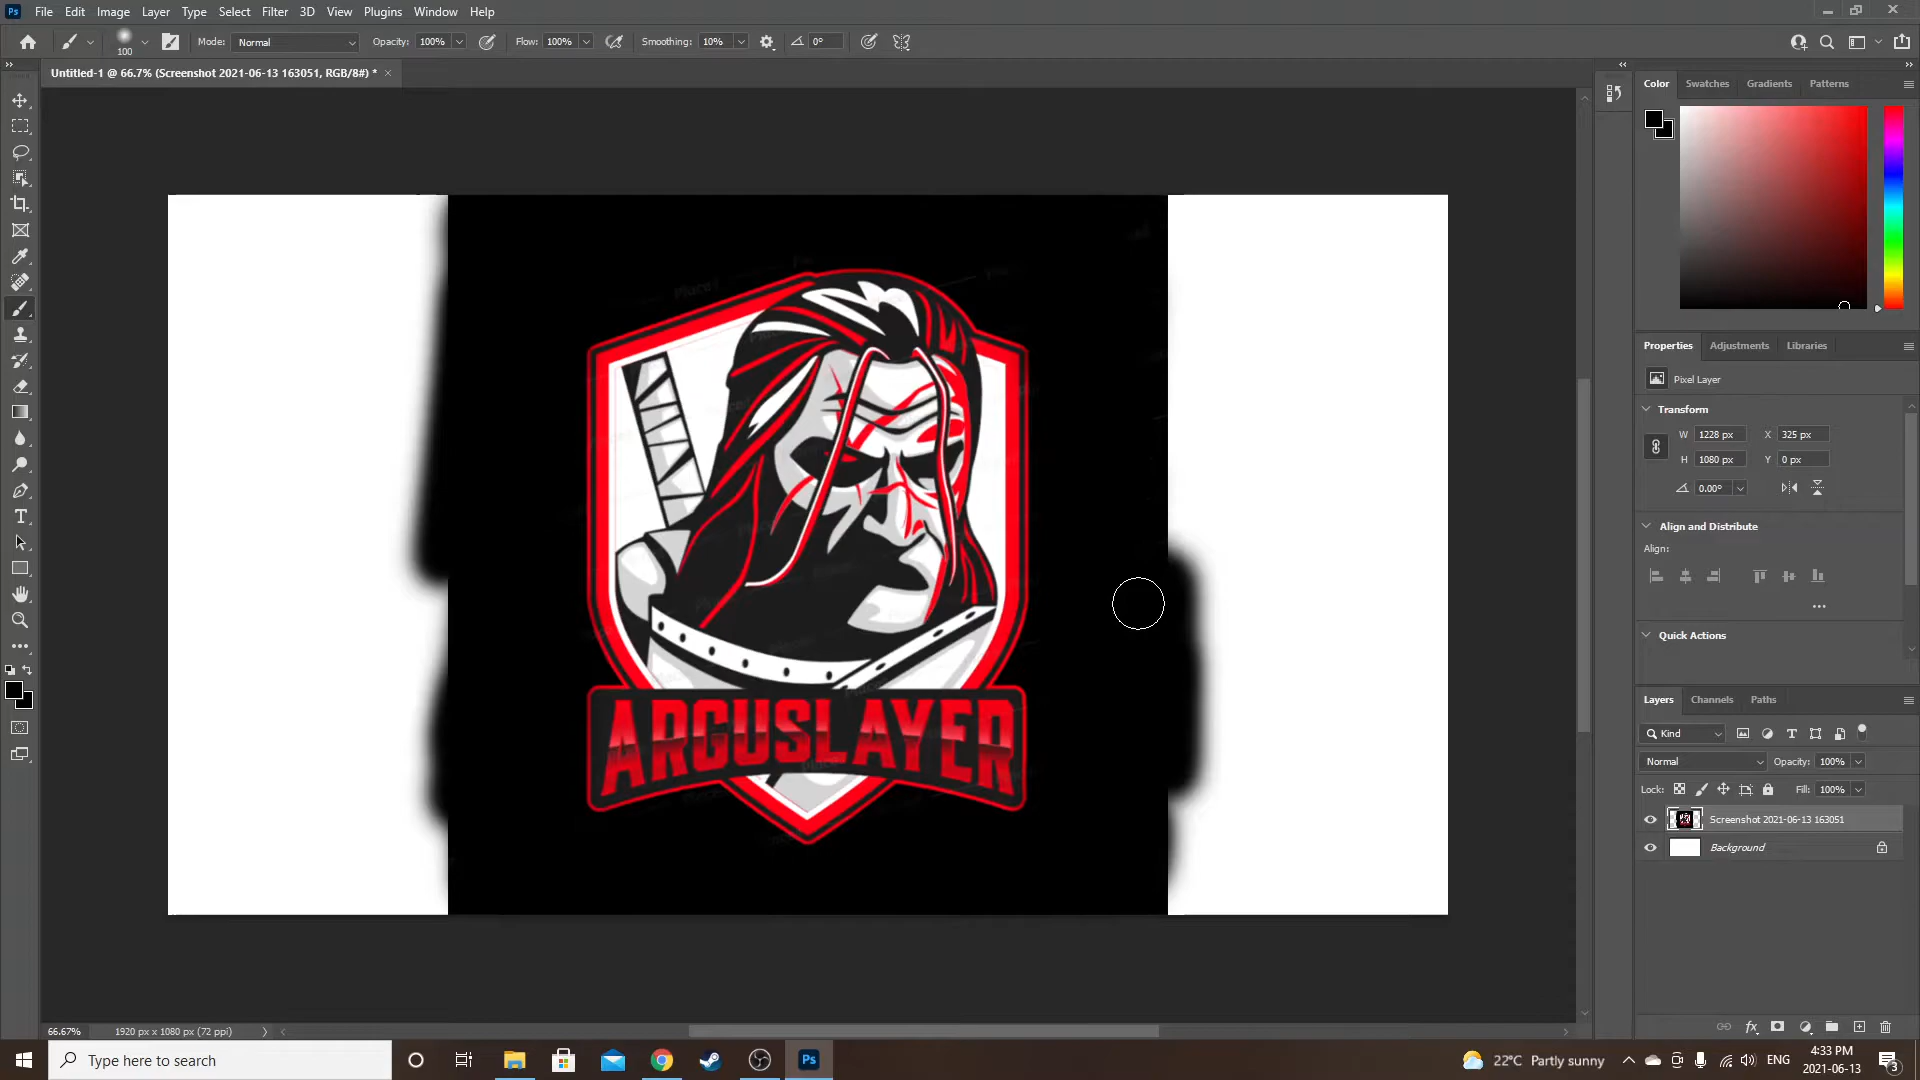 Ps File Edit Image Layer Type Select Filter 3D View Plugins Window Help
100 Mode: Normal Opacity: 100% Flow: 100% Smoothing: 10% 0°
Untitled-1 @ 66.7% (Screenshot 2021-06-13 163051, RGB/8#) * ×
Color Swatches Gradients Patterns
Properties Adjustments Libraries
Pixel Layer
Transform
W 1228 px X 325 px
H 1080 px Y 0 px
0.00°
Align and Distribute
Align:
Quick Actions
ARGUSLAYER
Layers Channels Paths
Kind
Normal Opacity: 100%
Lock: Fill: 100%
Screenshot 2021-06-13 163051
Background
66.67% 1920 px x 1080 px (72 ppi)
Type here to search
Ps
22°C Partly sunny
ENG
4:33 PM
2021-06-13
3